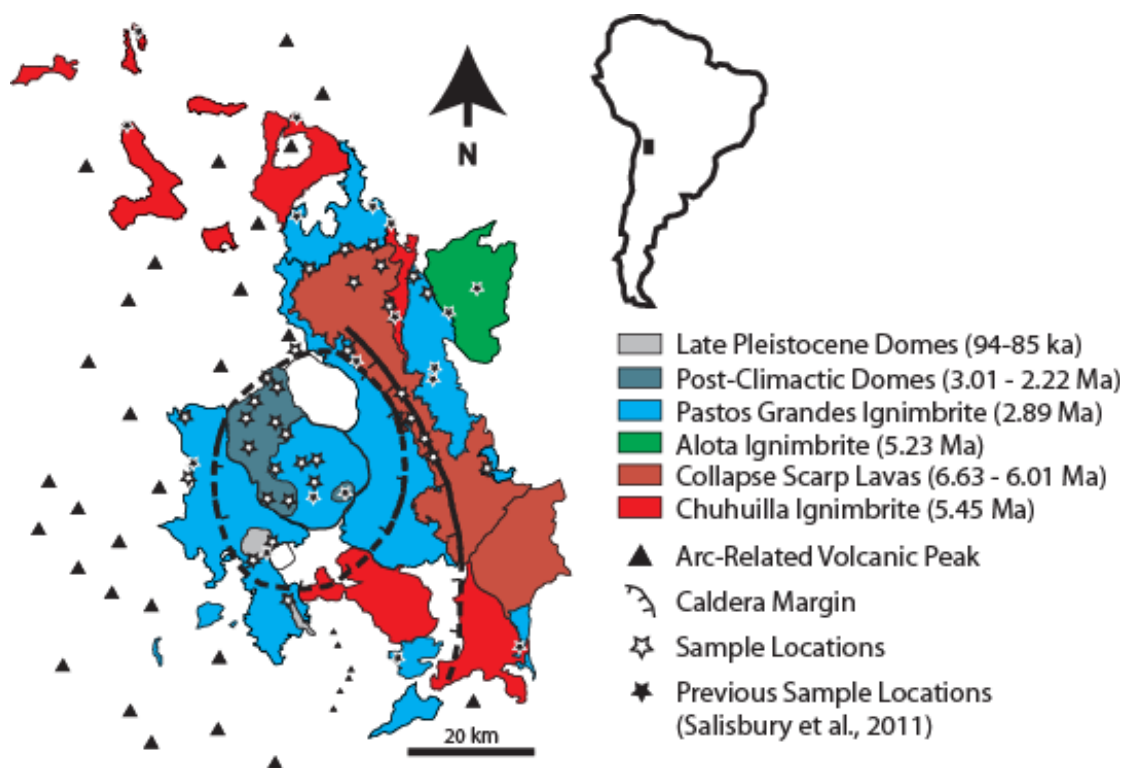 N
Late Pleistocene Domes (94-85 ka)
Post-Climactic Domes (3.01 - 2.22 Ma)
Pastos Grandes Ignimbrite (2.89 Ma)
Alota Ignimbrite (5.23 Ma)
Collapse Scarp Lavas (6.63 - 6.01 Ma)
Chuhuilla Ignimbrite (5.45 Ma)
Arc-Related Volcanic Peak
Caldera Margin
Sample Locations
Previous Sample Locations
(Salisbury et al., 2011)
20 km